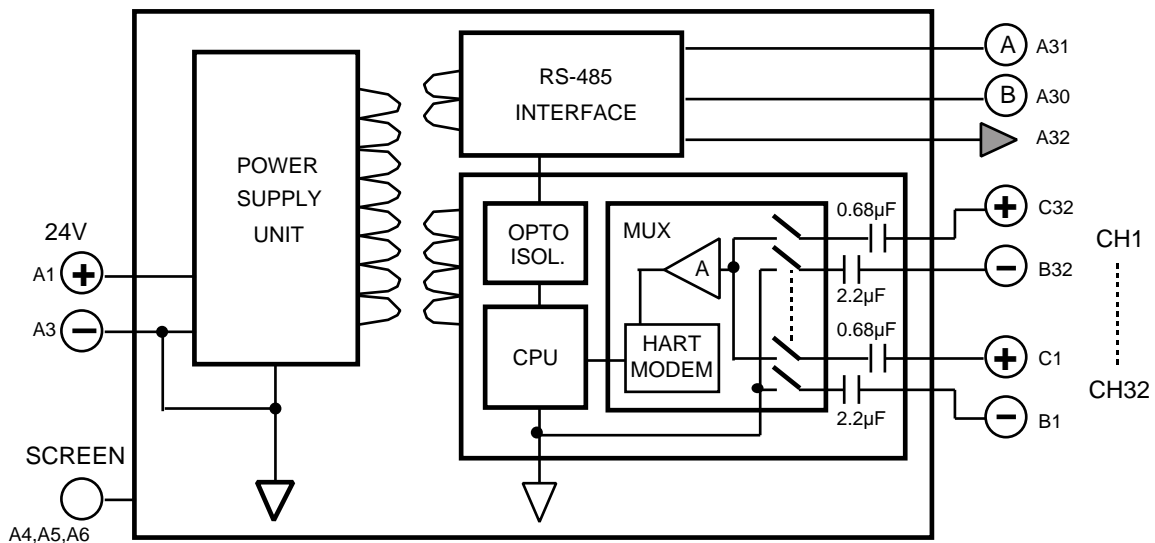 RS-485
INTERFACE
A
A31
B
A30
A32
POWER
SUPPLY
UNIT
24V
A1
+
A3
−
SCREEN
A4,A5,A6
OPTO
ISOL.
CPU
MUX
A
HART
MODEM
0.68µF
+
C32
2.2µF
−
B32
0.68µF
+
C1
2.2µF
−
B1
CH1
CH32